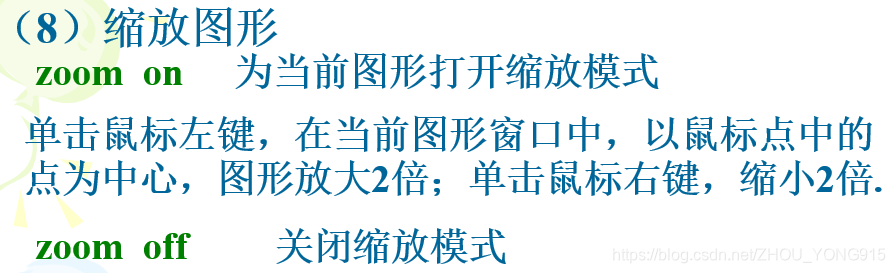 （8）缩放图形
zoom on 为当前图形打开缩放模式
单击鼠标左键，在当前图形窗口中，以鼠标点中的
点为中心，图形放大2倍；单击鼠标右键，缩小2倍.
zoom off 关闭缩放模式
https://blog.csdn.net/ZHOU_YONG915